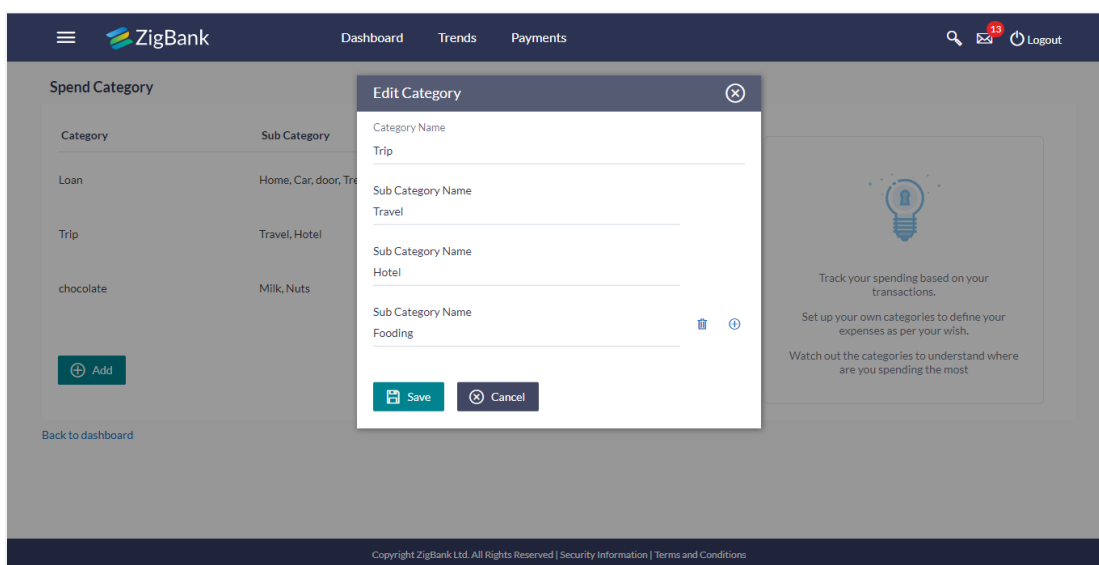 ZigBank
Dashboard Trends Payments
13
Logout
Spend Category
Category Sub Category
Loan Home, Car, door, Tre
Trip Travel, Hotel
chocolate Milk, Nuts
Add
Back to dashboard
Edit Category
Category Name
Trip
Sub Category Name
Travel
Sub Category Name
Hotel
Sub Category Name
Fooding
Save Cancel
Track your spending based on your
transactions.
Set up your own categories to define your
expenses as per your wish.
Watch out the categories to understand where
are you spending the most
Copyright ZigBank Ltd. All Rights Reserved | Security Information | Terms and Conditions